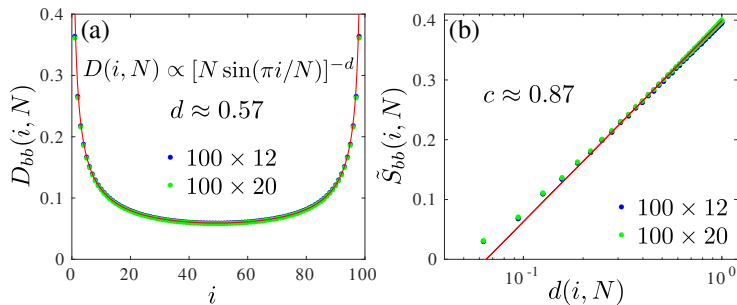 (a)
D(i, N) ∝ [N sin(πi/N)]^{-d}
d ≈ 0.57
100 × 12
100 × 20
D_{bb}(i, N)
0.4
0.3
0.2
0.1
0
0 20 40 60 80 100
i
(b)
c ≈ 0.87
100 × 12
100 × 20
S̃_{bb}(i, N)
0.4
0.3
0.2
0.1
0
10^{-1} 10^{0}
d(i, N)